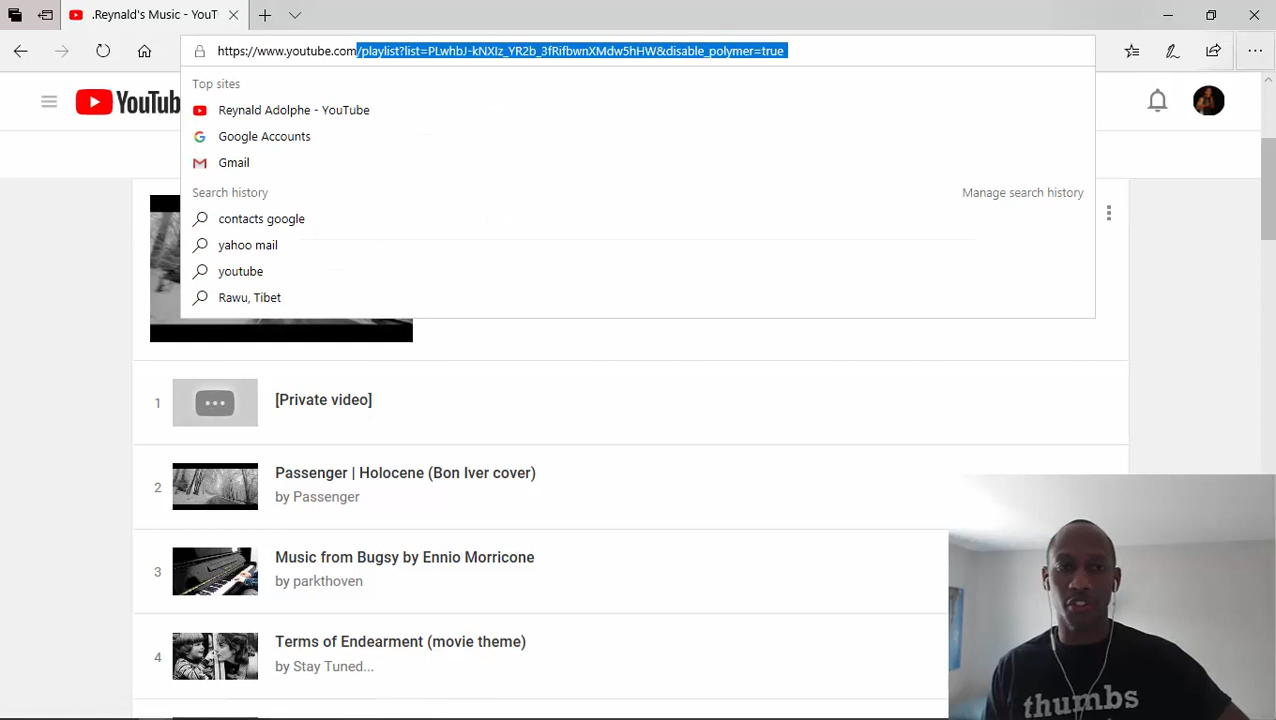 .Reynald's Music - YouT
https://www.youtube.com/playlist?list=PLwhbJ-kNXIz_YR2b_3fRifbwnXMdw5hHW&disable_polymer=true
YouTube
Top sites
Reynald Adolphe - YouTube
Google Accounts
Gmail
Search history
Manage search history
contacts google
yahoo mail
youtube
Rawu, Tibet
1
[Private video]
2
Passenger | Holocene (Bon Iver cover)
by Passenger
3
Music from Bugsy by Ennio Morricone
by parkthoven
4
Terms of Endearment (movie theme)
by Stay Tuned...
thumbs